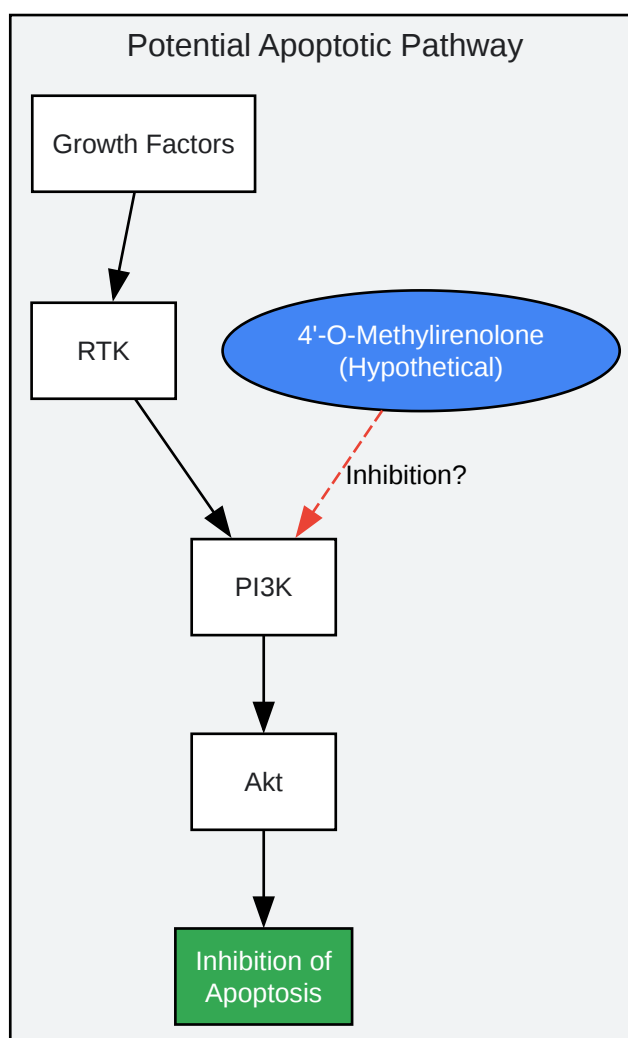 Potential Apoptotic Pathway
Growth Factors
RTK
4'-O-Methylirenolone
(Hypothetical)
Inhibition?
PI3K
Akt
Inhibition of
Apoptosis